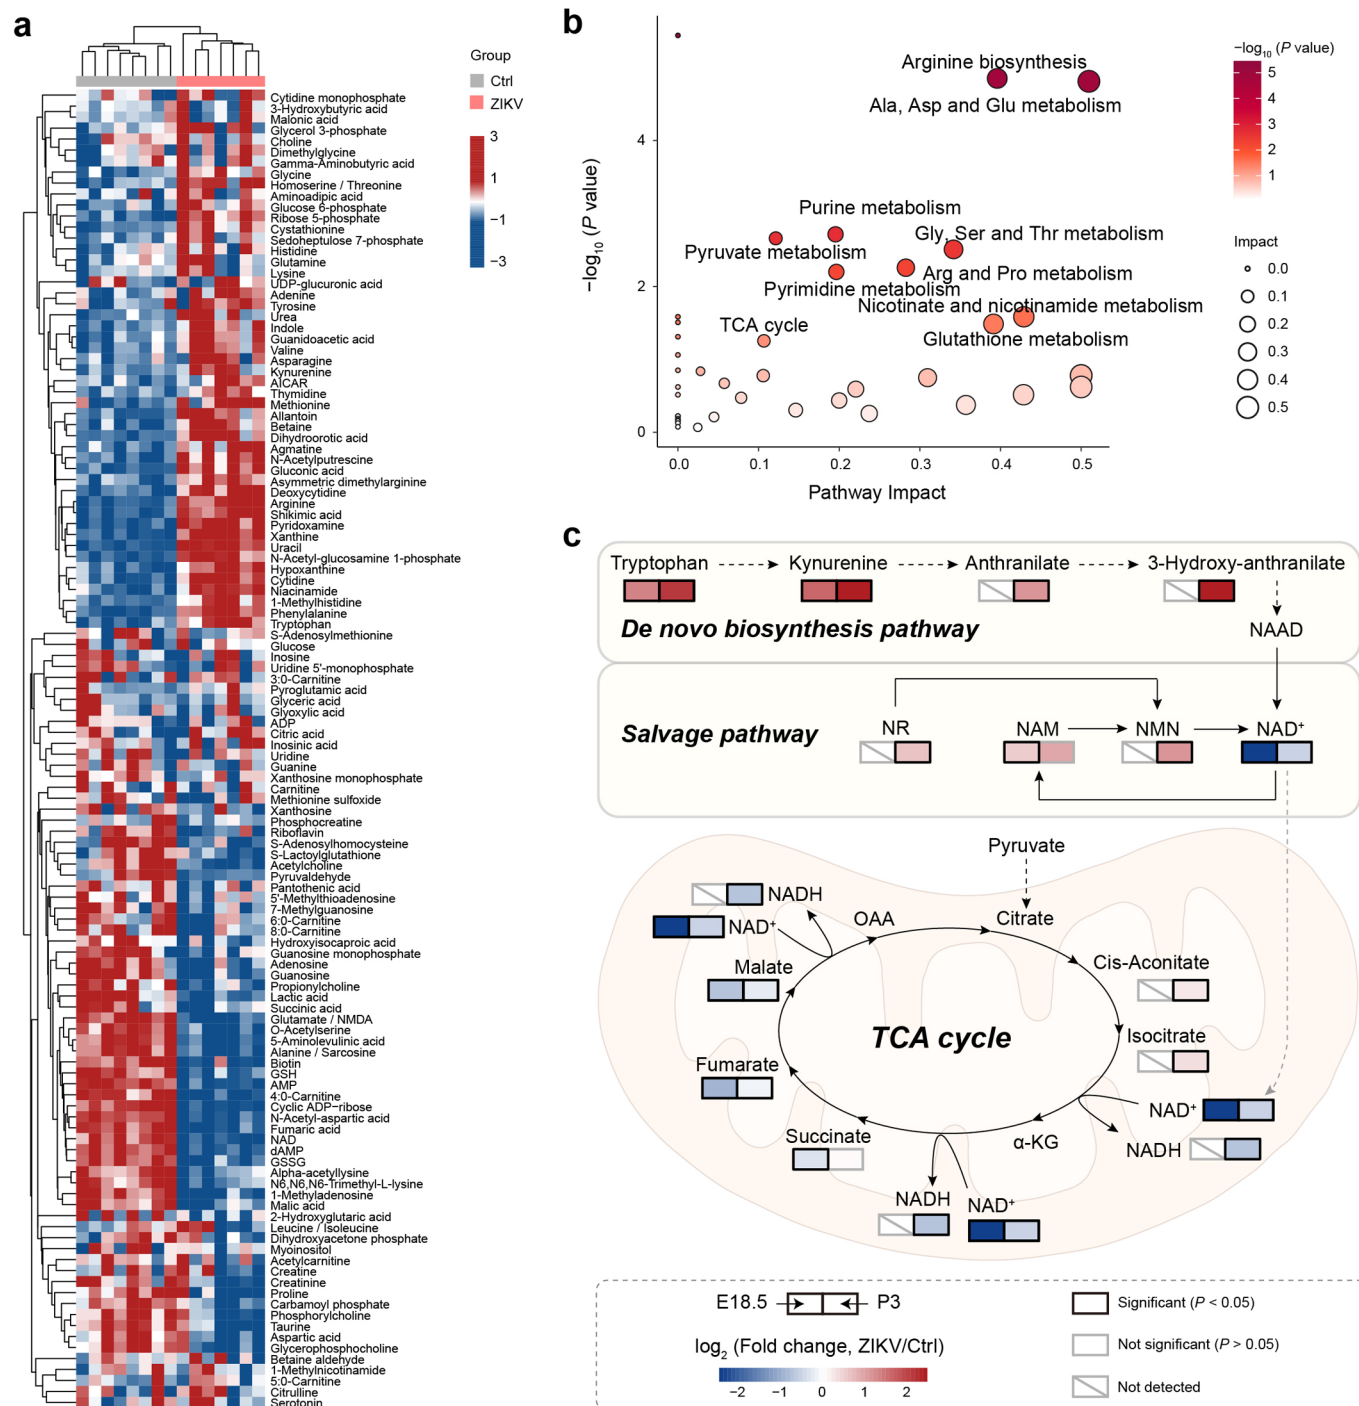 a
Group
Ctrl
ZIKV
3
1
−1
−3
Cytidine monophosphate
3-Hydroxybutyric acid
Malonic acid
Glycerol 3-phosphate
Choline
Dimethylglycine
Gamma-Aminobutyric acid
Glycine
Homoserine / Threonine
Aminoadipic acid
Glucose 6-phosphate
Ribose 5-phosphate
Cystathionine
Sedoheptulose 7-phosphate
Histidine
Glutamine
Lysine
UDP-glucuronic acid
Adenine
Tyrosine
Urea
Indole
Guanidoacetic acid
Valine
Asparagine
Kynurenine
AICAR
Thymidine
Methionine
Allantoin
Betaine
Dihydroorotic acid
Agmatine
N-Acetylputrescine
Gluconic acid
Asymmetric dimethylarginine
Deoxycytidine
Arginine
Shikimic acid
Pyridoxamine
Xanthine
Uracil
N-Acetyl-glucosamine 1-phosphate
Hypoxanthine
Cytidine
Niacinamide
1-Methylhistidine
Phenylalanine
Tryptophan
S-Adenosylmethionine
Glucose
Inosine
Uridine 5'-monophosphate
3:0-Carnitine
Pyroglutamic acid
Glyceric acid
Glyoxylic acid
ADP
Citric acid
Inosinic acid
Uridine
Guanine
Xanthosine monophosphate
Carnitine
Methionine sulfoxide
Xanthosine
Phosphocreatine
Riboflavin
S-Adenosylhomocysteine
S-Lactoylglutathione
Acetylcholine
Pyruvaldehyde
Pantothenic acid
5'-Methylthioadenosine
7-Methylguanosine
6:0-Carnitine
8:0-Carnitine
Hydroxyisocaproic acid
Guanosine monophosphate
Adenosine
Guanosine
Propionylcholine
Lactic acid
Succinic acid
Glutamate / NMDA
O-Acetylserine
5-Aminolevulinic acid
Alanine / Sarcosine
Biotin
GSH
AMP
4:0-Carnitine
Cyclic ADP−ribose
N-Acetyl-aspartic acid
Fumaric acid
NAD
dAMP
GSSG
Alpha-acetyllysine
N6,N6,N6-Trimethyl-L-lysine
1-Methyladenosine
Malic acid
2-Hydroxyglutaric acid
Leucine / Isoleucine
Dihydroxyacetone phosphate
Myoinositol
Acetylcarnitine
Creatine
Creatinine
Proline
Carbamoyl phosphate
Phosphorylcholine
Taurine
Aspartic acid
Glycerophosphocholine
Betaine aldehyde
1-Methylnicotinamide
5:0-Carnitine
Citrulline
Serotonin
b
−log10 (P value)
4
2
0
0.0 0.1 0.2 0.3 0.4 0.5
Pathway Impact
Arginine biosynthesis
Ala, Asp and Glu metabolism
Purine metabolism
Gly, Ser and Thr metabolism
Pyruvate metabolism
Arg and Pro metabolism
Pyrimidine metabolism
Nicotinate and nicotinamide metabolism
TCA cycle
Glutathione metabolism
−log10 (P value)
5
4
3
2
1
Impact
0.0
0.1
0.2
0.3
0.4
0.5
c
Tryptophan Kynurenine Anthranilate 3-Hydroxy-anthranilate
De novo biosynthesis pathway
NAAD
Salvage pathway
NR NAM NMN NAD+
Pyruvate
NADH
NAD+
OAA
Citrate
Malate
Cis-Aconitate
TCA cycle
Isocitrate
Fumarate
NAD+
NADH
α-KG
Succinate
NADH
NAD+
E18.5
P3
log2 (Fold change, ZIKV/Ctrl)
−2 −1 0 1 2
Significant (P < 0.05)
Not significant (P > 0.05)
Not detected